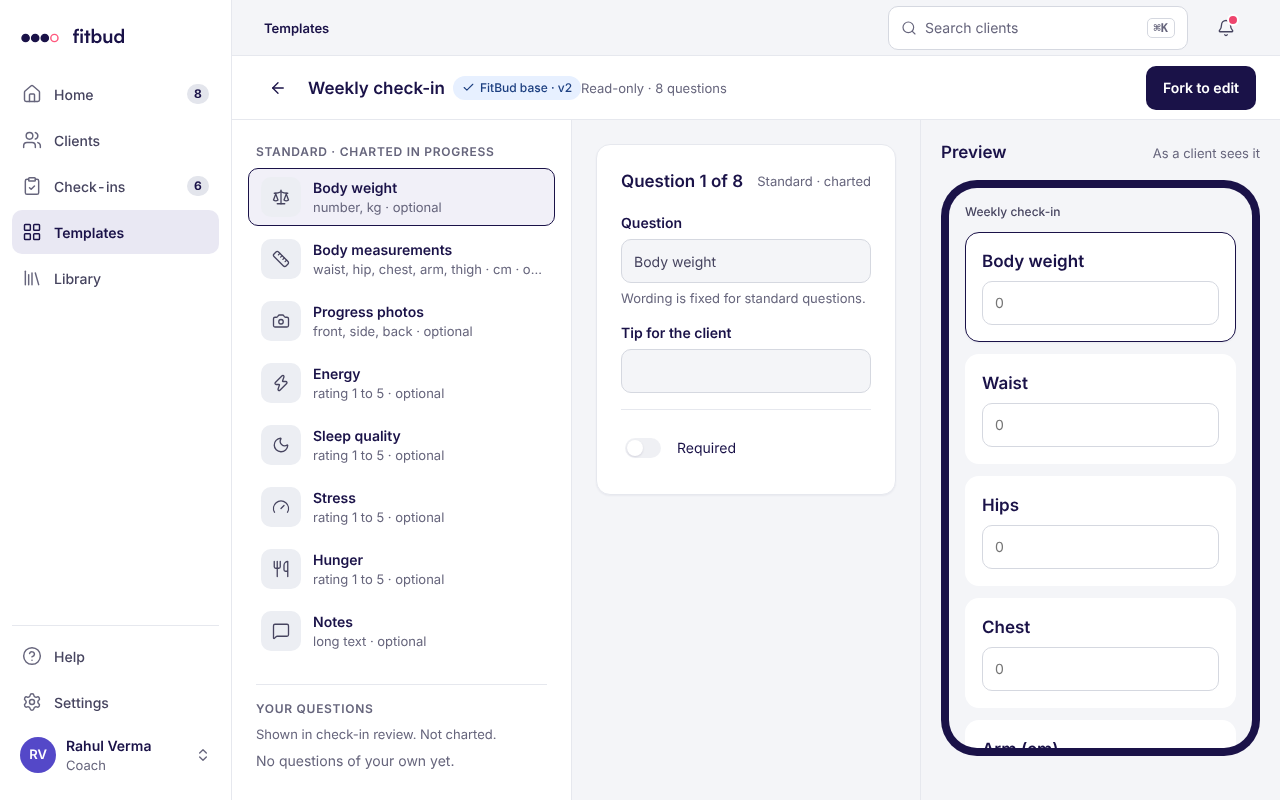 fitbud
Home 8
Clients
Check-ins 6
Templates
Library
Help
Settings
RV Rahul Verma
Coach
Templates
Search clients ⌘K
Weekly check-in FitBud base · v2 Read-only · 8 questions
Fork to edit
STANDARD · CHARTED IN PROGRESS
Body weight
number, kg · optional
Body measurements
waist, hip, chest, arm, thigh · cm · o...
Progress photos
front, side, back · optional
Energy
rating 1 to 5 · optional
Sleep quality
rating 1 to 5 · optional
Stress
rating 1 to 5 · optional
Hunger
rating 1 to 5 · optional
Notes
long text · optional
YOUR QUESTIONS
Shown in check-in review. Not charted.
No questions of your own yet.
Question 1 of 8 Standard · charted
Question
Body weight
Wording is fixed for standard questions.
Tip for the client
Required
Preview As a client sees it
Weekly check-in
Body weight
0
Waist
0
Hips
0
Chest
0
Arm (cm)